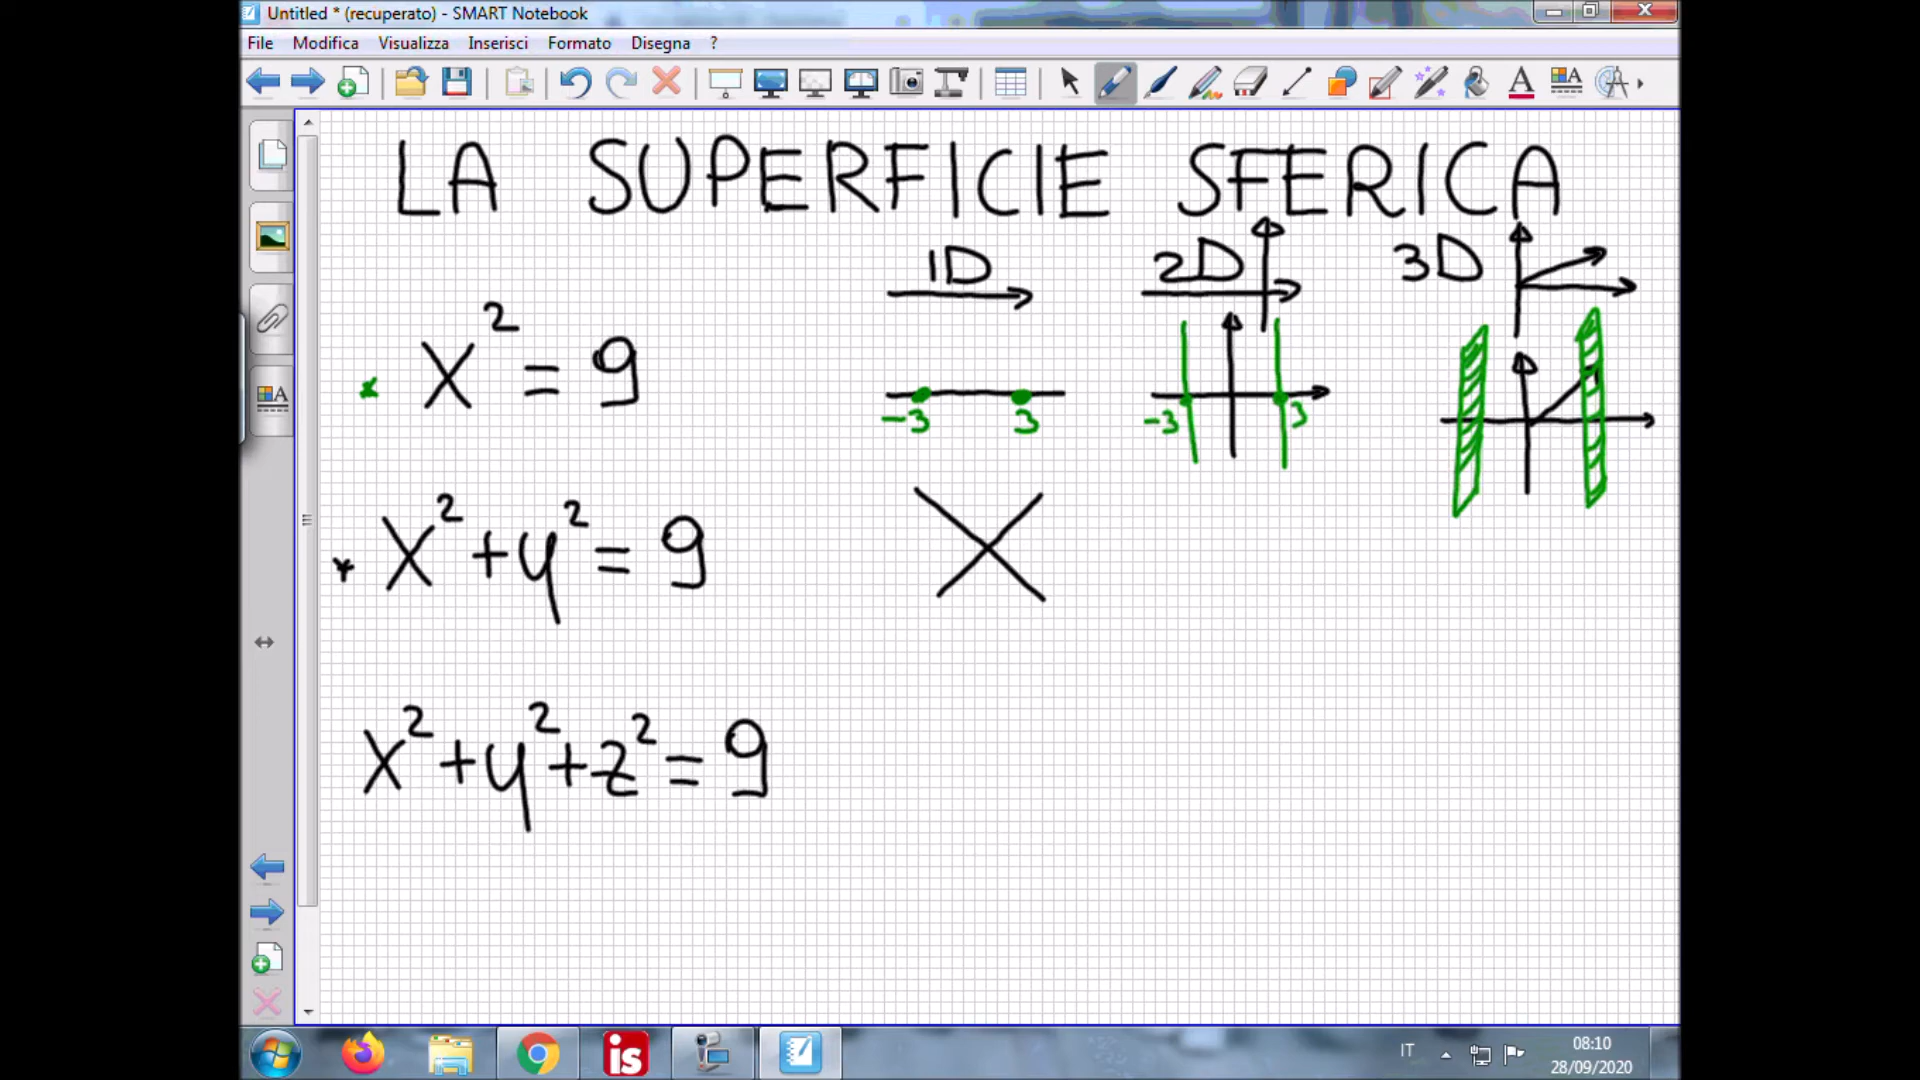 Untitled * (recuperato) - SMART Notebook
File Modifica Visualizza Inserisci Formato Disegna ?
LA SUPERFICIE SFERICA
1D 2D 3D
* x² = 9
-3 3 -3 3
* x² + y² = 9
x² + y² + z² = 9
IT 08:10
28/09/2020